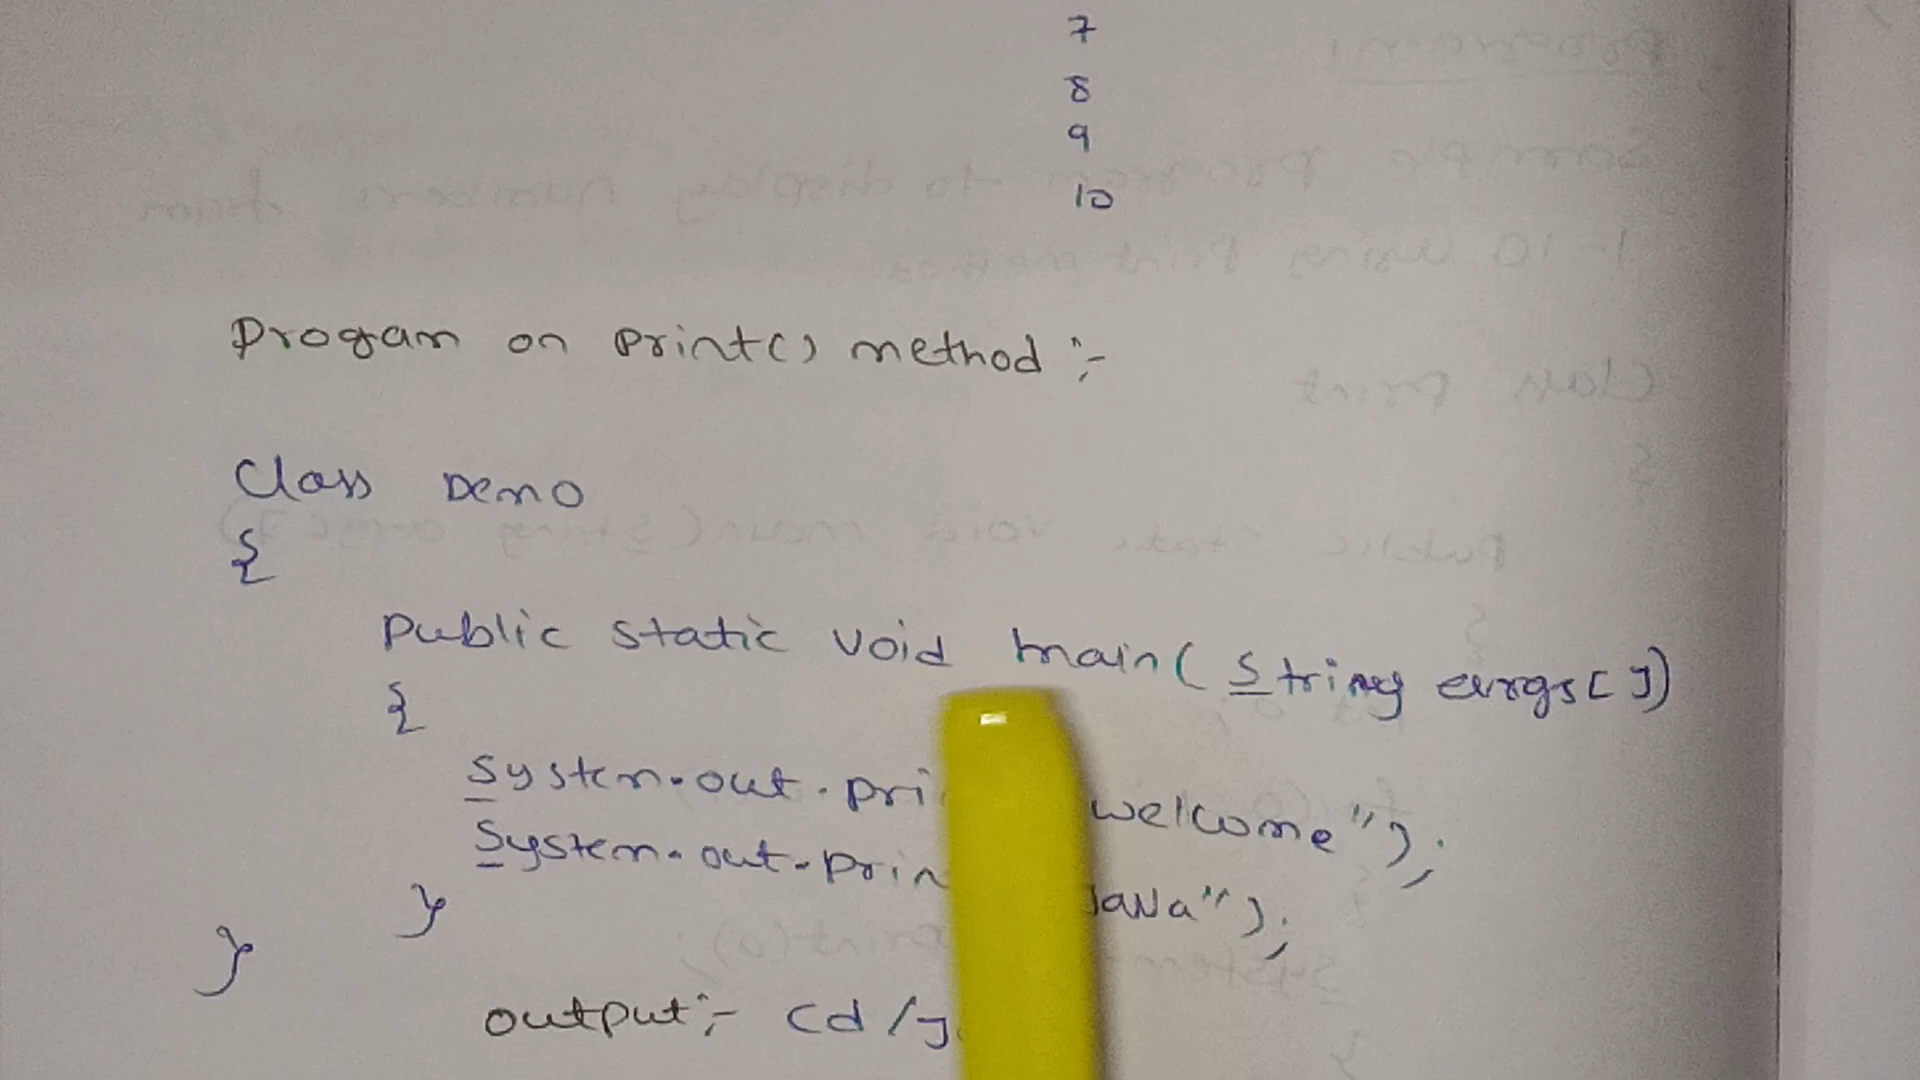 7
8
9
10
Progam on print() method :-
Class Demo
{
Public static void main( String args[])
{
System.out.pri welcome");
System.out.prin Java");
}
}
output:- cd /j